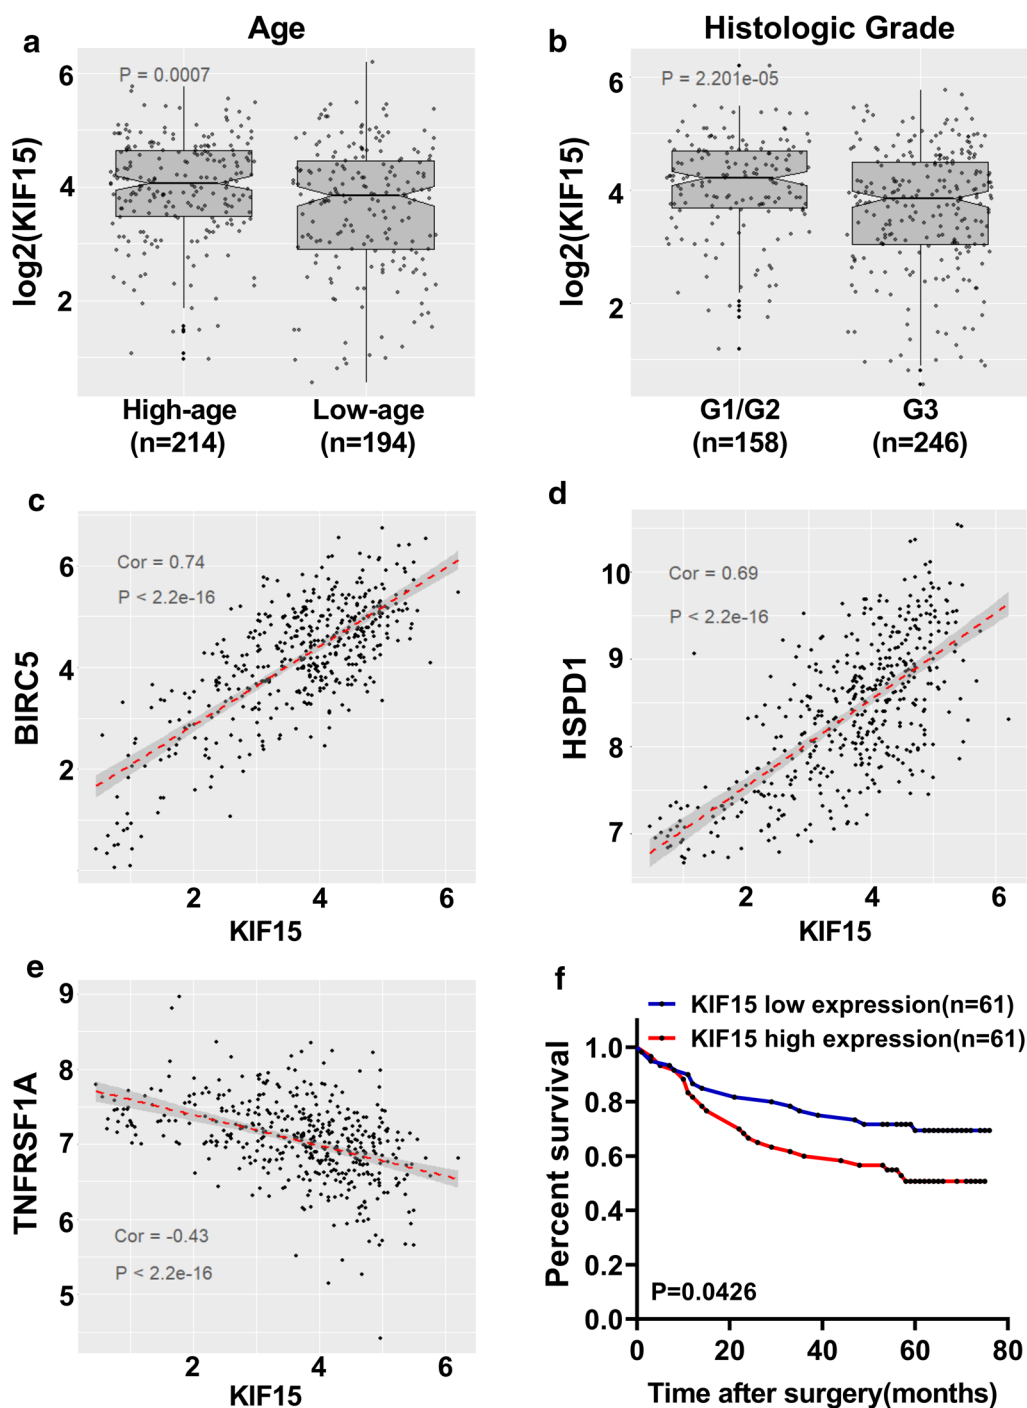 a
Age
log2(KIF15)
P = 0.0007
6
4
2
High-age
(n=214)
Low-age
(n=194)
b
Histologic Grade
log2(KIF15)
P = 2.201e-05
6
4
2
G1/G2
(n=158)
G3
(n=246)
c
BIRC5
Cor = 0.74
P < 2.2e-16
6
4
2
2
4
6
KIF15
d
HSPD1
Cor = 0.69
P < 2.2e-16
10
9
8
7
2
4
6
KIF15
e
TNFRSF1A
9
8
7
6
5
Cor = -0.43
P < 2.2e-16
2
4
6
KIF15
f
KIF15 low expression(n=61)
KIF15 high expression(n=61)
Percent survival
1.0
0.8
0.6
0.4
0.2
0.0
P=0.0426
0
20
40
60
80
Time after surgery(months)